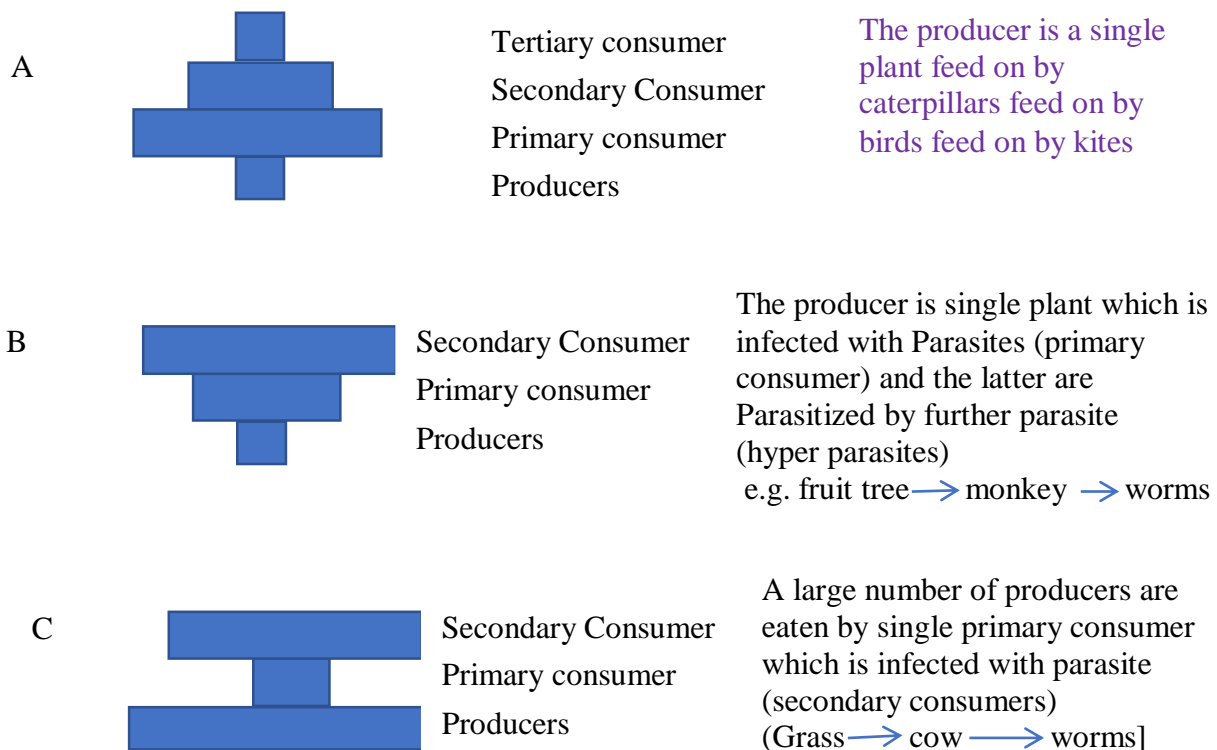 A
Tertiary consumer
Secondary Consumer
Primary consumer
Producers
The producer is a single
plant feed on by
caterpillars feed on by
birds feed on by kites
B
Secondary Consumer
Primary consumer
Producers
The producer is single plant which is
infected with Parasites (primary
consumer) and the latter are
Parasitized by further parasite
(hyper parasites)
e.g. fruit tree → monkey → worms
C
Secondary Consumer
Primary consumer
Producers
A large number of producers are
eaten by single primary consumer
which is infected with parasite
(secondary consumers)
(Grass → cow → worms]